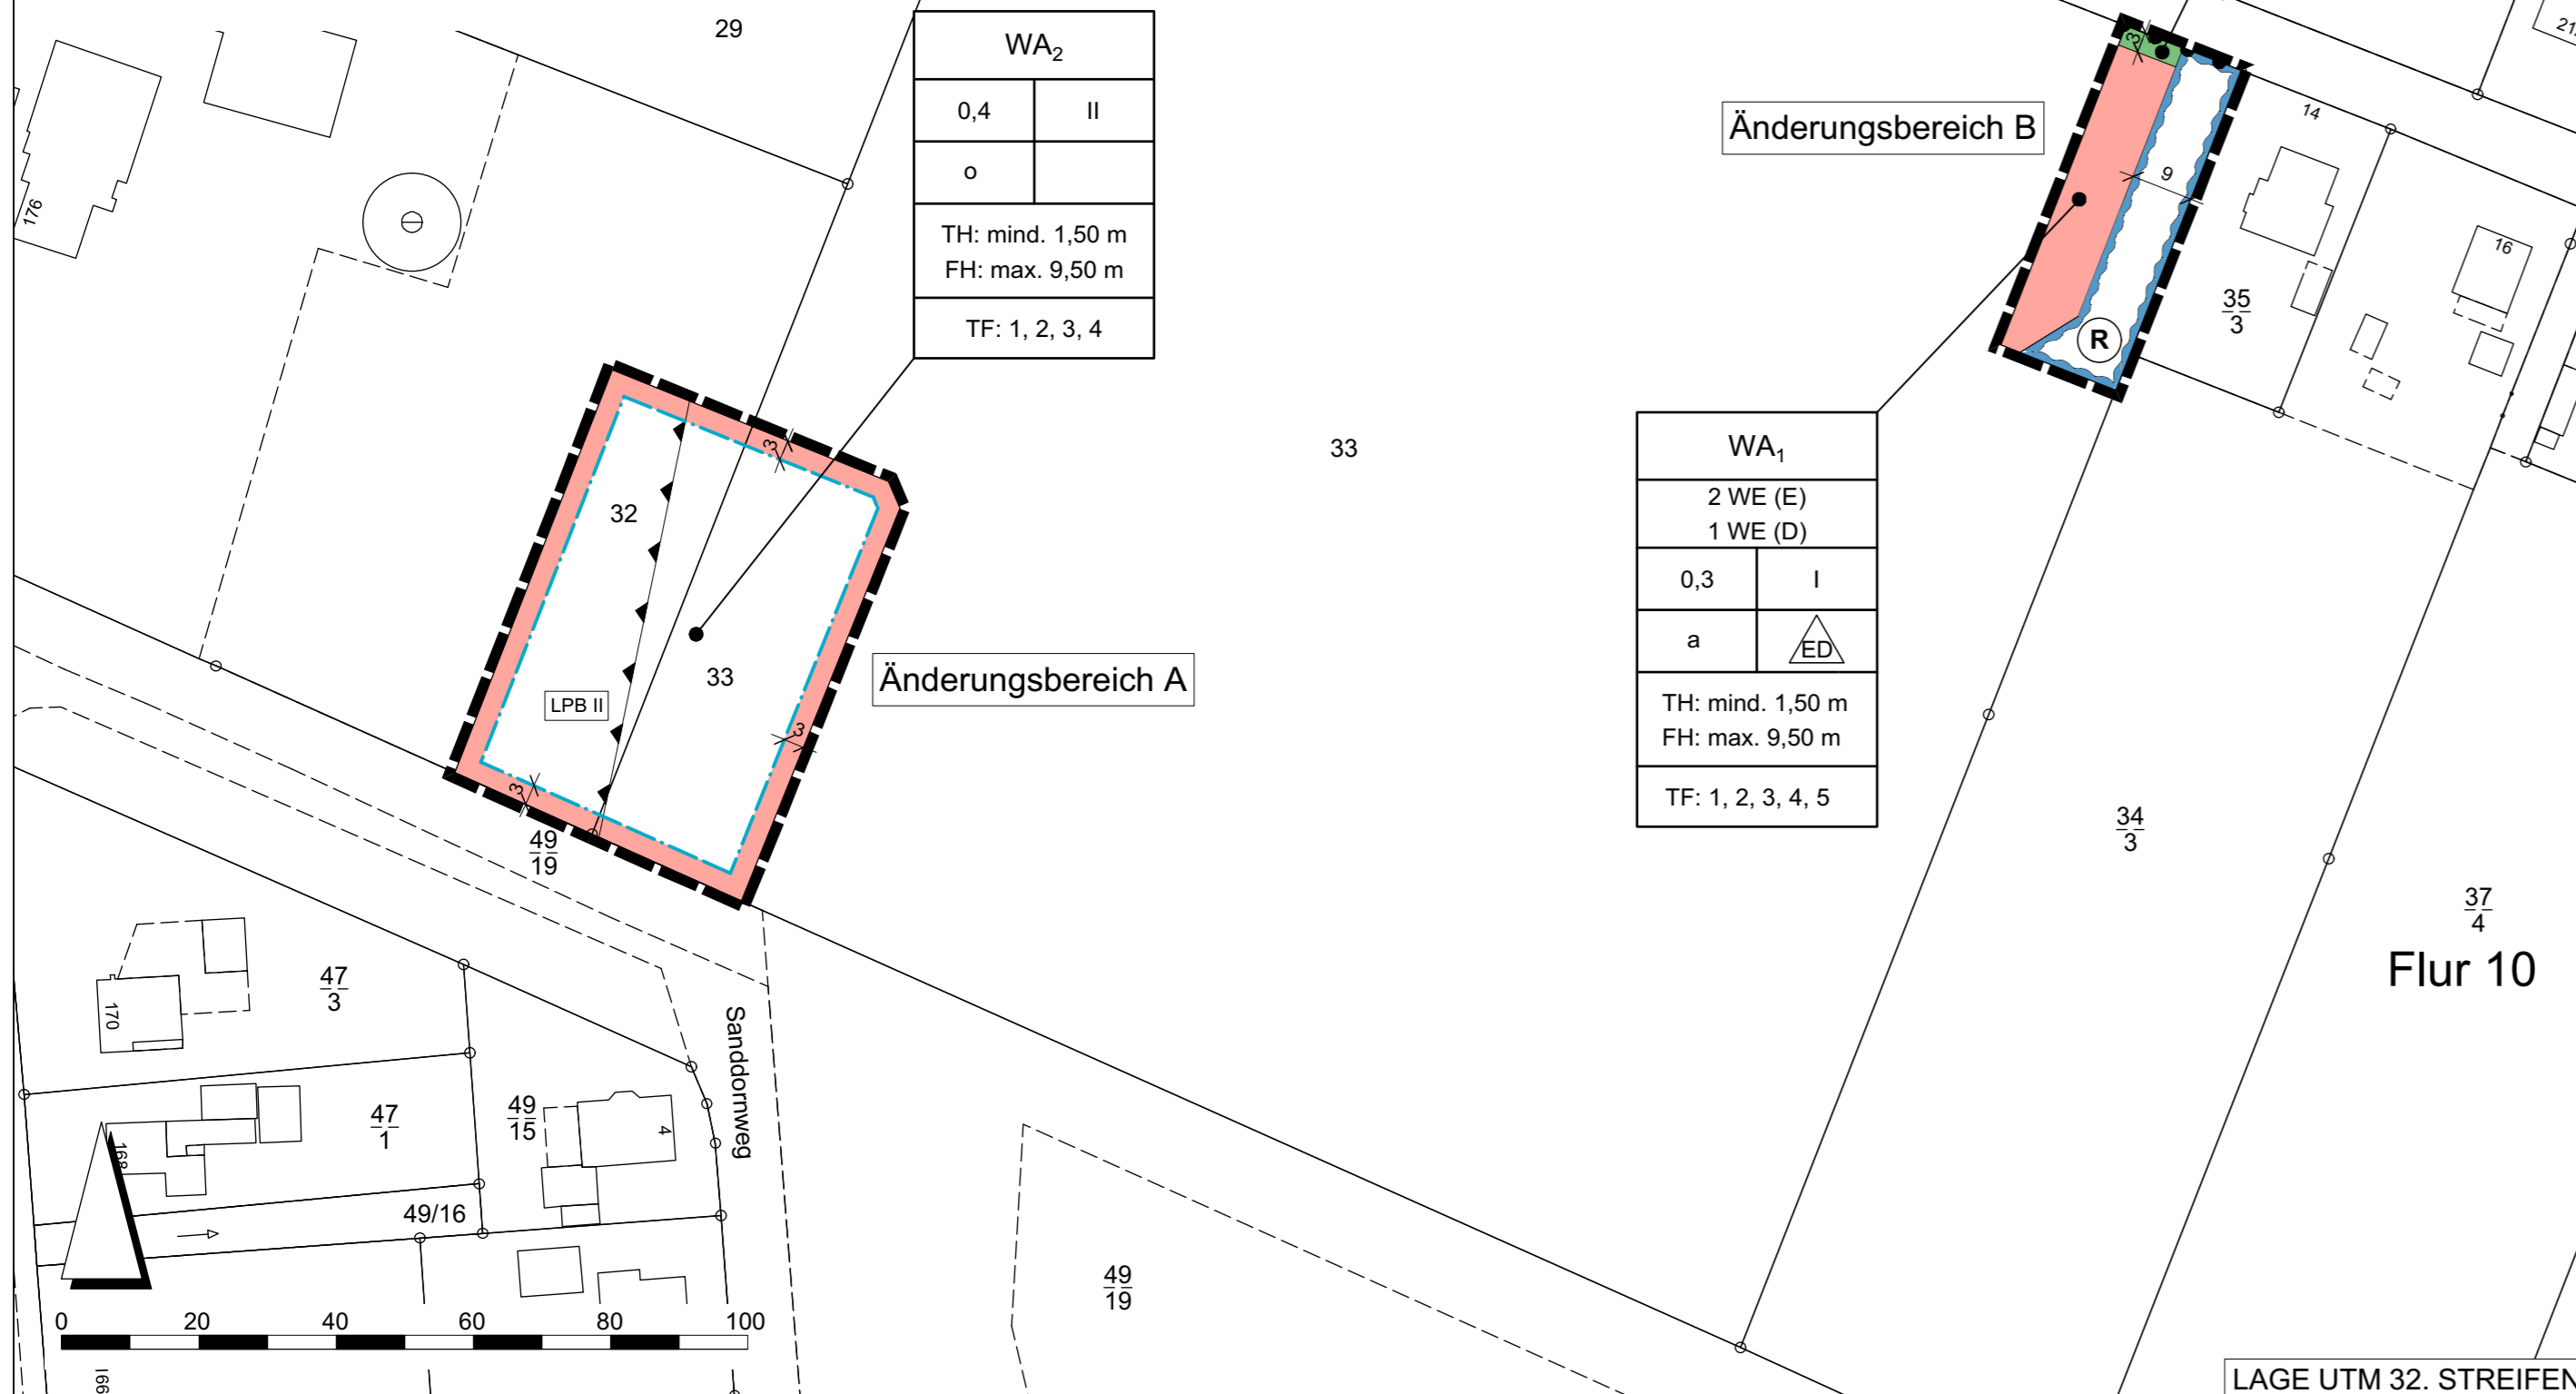 29
WA₂
0,4 II
o
TH: mind. 1,50 m
FH: max. 9,50 m
TF: 1, 2, 3, 4
176
Änderungsbereich B
3
9
R
14
16
35
3
33
32
3
33
LPB II
3
3
Änderungsbereich A
WA₁
2 WE (E)
1 WE (D)
0,3 I
a ED
TH: mind. 1,50 m
FH: max. 9,50 m
TF: 1, 2, 3, 4, 5
49
19
34
3
37
4
Flur 10
47
3
170
Sanddornweg
47
1
49
15
4
168
49/16
49
19
0 20 40 60 80 100
LAGE UTM 32. STREIFEN